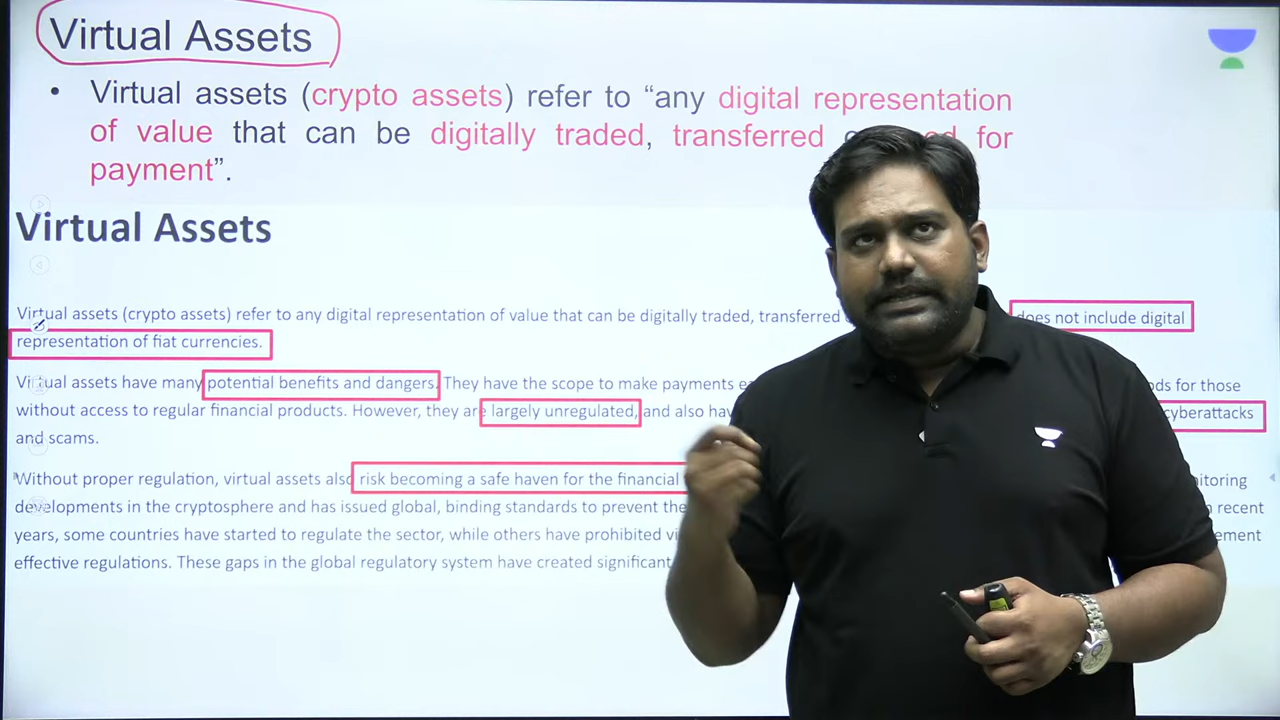 Virtual Assets
• Virtual assets (crypto assets) refer to “any digital representation
of value that can be digitally traded, transferred for
payment”.
Virtual Assets
Virtual assets (crypto assets) refer to any digital representation of value that can be digitally traded, transferred does not include digital
representation of fiat currencies.
Virtual assets have many potential benefits and dangers. They have the scope to make payments for those
without access to regular financial products. However, they are largely unregulated, and also cyberattacks
and scams.
Without proper regulation, virtual assets also risk becoming a safe haven for the financial
developments in the cryptosphere and has issued global, binding standards to prevent the recent
years, some countries have started to regulate the sector, while others have prohibited
effective regulations. These gaps in the global regulatory system have created significant